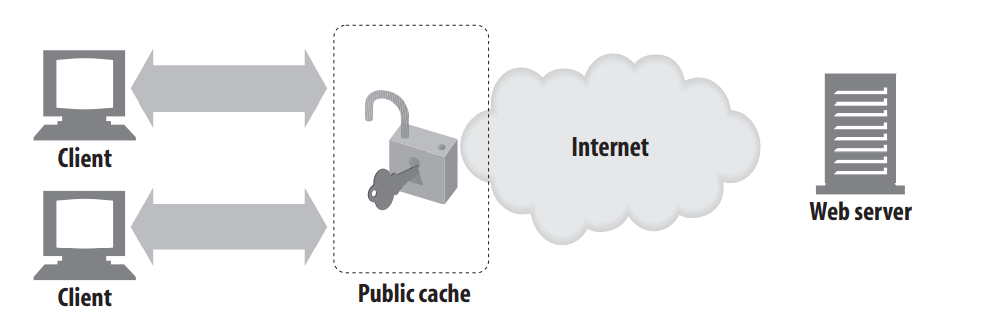 Client
Client
Public cache
Internet
Web server